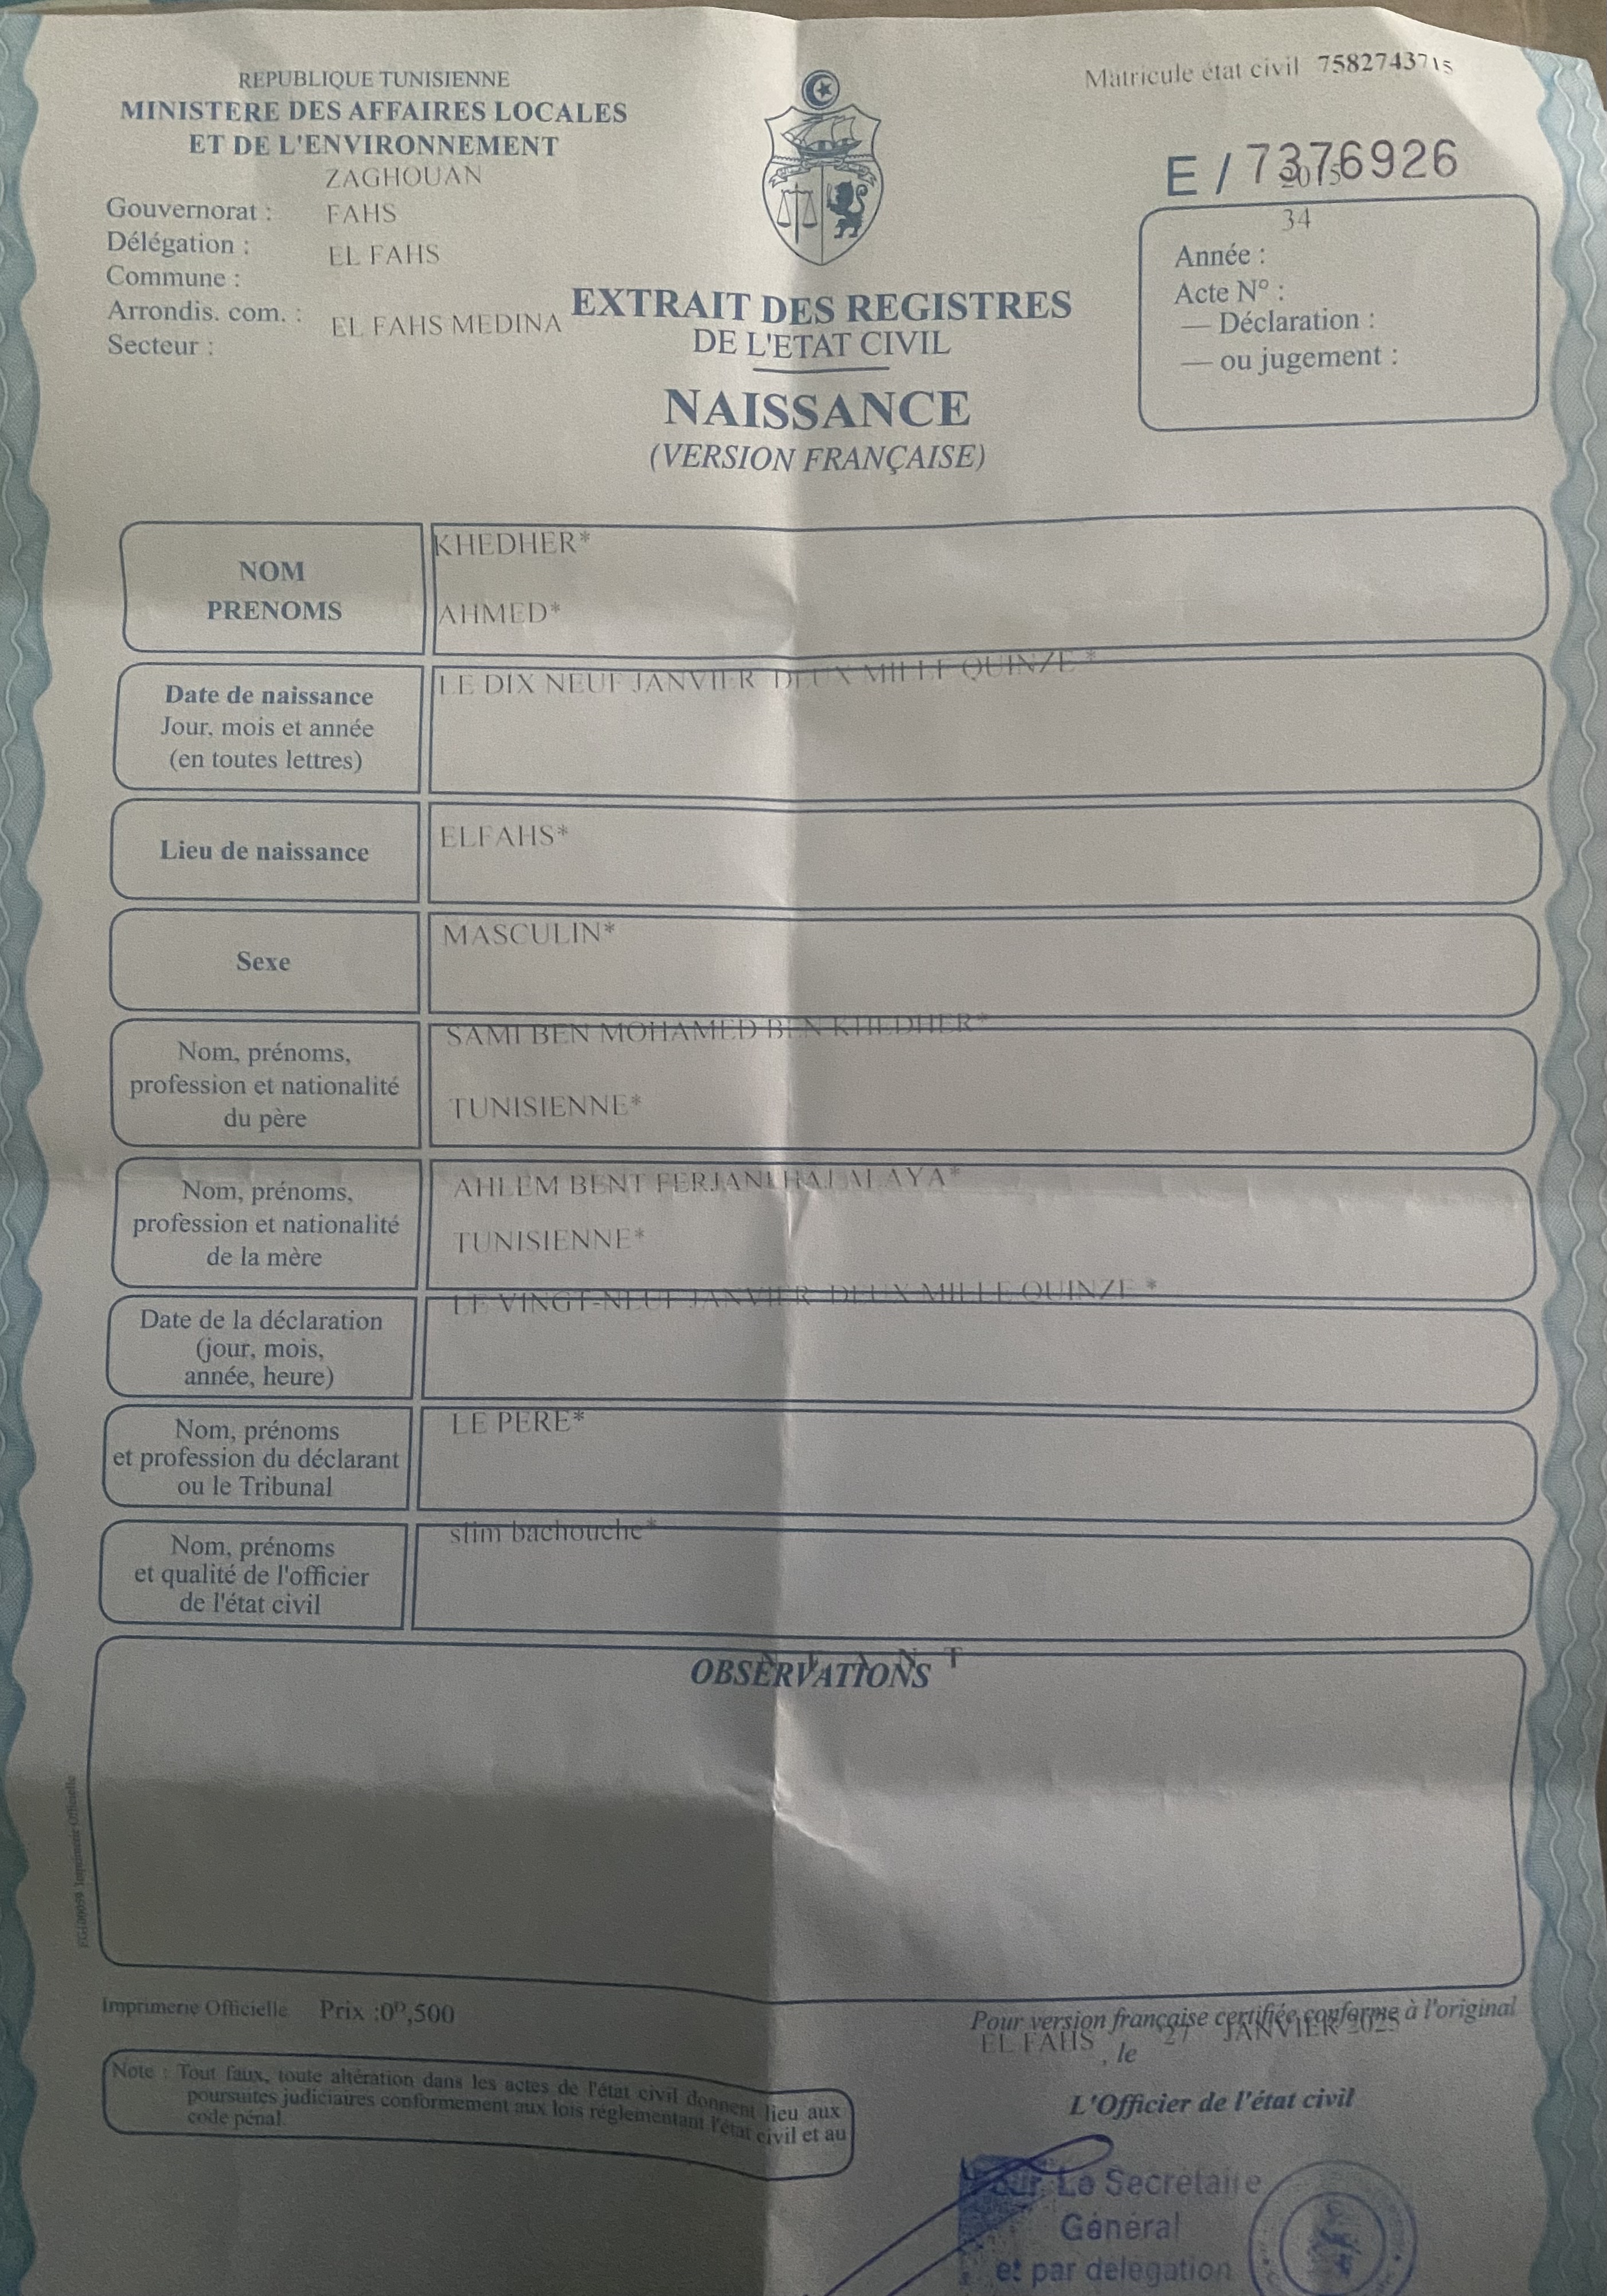 REPUBLIQUE TUNISIENNE
MINISTERE DES AFFAIRES LOCALES
ET DE L'ENVIRONNEMENT
ZAGHOUAN
Gouvernorat : FAHS
Délégation : EL FAHS
Commune :
Arrondis. com. : EL FAHS MEDINA
Secteur :
Matricule état civil 7582743715
E / 7376926
2015
34
Année :
Acte N° :
— Déclaration :
— ou jugement :
EXTRAIT DES REGISTRES
DE L'ETAT CIVIL
NAISSANCE
(VERSION FRANÇAISE)
NOM
PRENOMS
KHEDHER*
AHMED*
Date de naissance
Jour, mois et année
(en toutes lettres)
LE DIX NEUF JANVIER DEUX MILLE QUINZE *
Lieu de naissance
ELFAHS*
Sexe
MASCULIN*
Nom, prénoms,
profession et nationalité
du père
SAMI BEN MOHAMED BEN KHEDHER*
TUNISIENNE*
Nom, prénoms,
profession et nationalité
de la mère
AHLEM BENT FERJANI
TUNISIENNE*
Date de la déclaration
(jour, mois,
année, heure)
LE VINGT-NEUF JANVIER DEUX MILLE QUINZE *
Nom, prénoms
et profession du déclarant
ou le Tribunal
LE PERE*
Nom, prénoms
et qualité de l'officier
de l'état civil
slim bachouche*
OBSERVATIONS
Imprimerie Officielle Prix :0ᴰ,500
Note : Tout faux, toute altération dans les actes de l'état civil donnent lieu aux
poursuites judiciaires conformement aux lois réglementant l'état civil et au
code pénal.
Pour version française certifiée conforme à l'original
EL FAHS , le 27 JANVIER 2025
L'Officier de l'état civil
Pour Le Secrétaire
Général
et par delegation